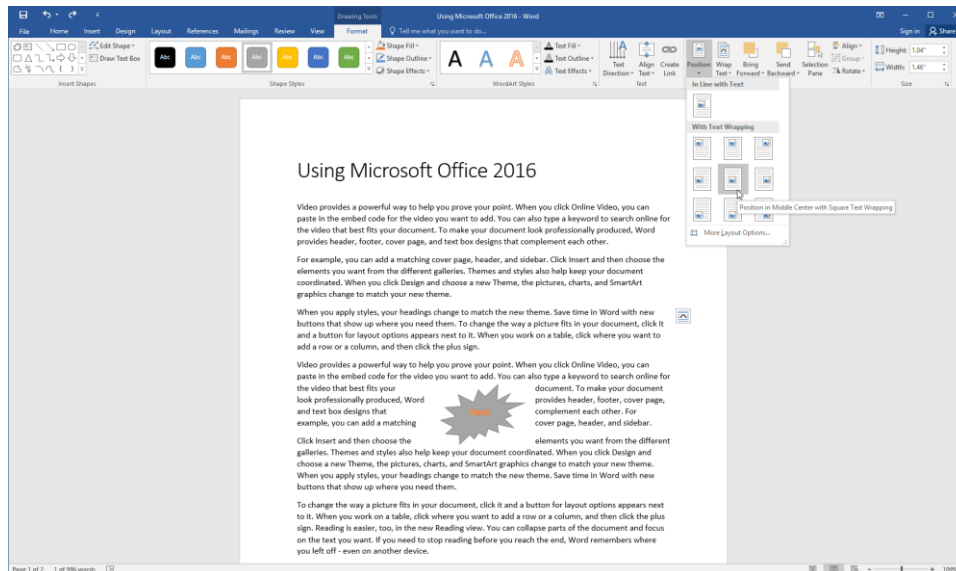 Drawing Tools
Using Microsoft Office 2016 - Word
File Home Insert Design Layout References Mailings Review View Format Tell me what you want to do... Sign in Share
Edit Shape
Draw Text Box
Insert Shapes
Abc Abc Abc Abc Abc Abc Abc
Shape Styles
Shape Fill
Shape Outline
Shape Effects
A A A
WordArt Styles
Text Fill
Text Outline
Text Effects
Text Direction
Align Text
Create Link
Text
Position
Wrap Text
Bring Forward
Send Backward
Selection Pane
Align
Group
Rotate
Height: 1.04"
Width: 1.46"
Size
In Line with Text
With Text Wrapping
Position in Middle Center with Square Text Wrapping
More Layout Options...
Using Microsoft Office 2016
Video provides a powerful way to help you prove your point. When you click Online Video, you can
paste in the embed code for the video you want to add. You can also type a keyword to search online for
the video that best fits your document. To make your document look professionally produced, Word
provides header, footer, cover page, and text box designs that complement each other.
For example, you can add a matching cover page, header, and sidebar. Click Insert and then choose the
elements you want from the different galleries. Themes and styles also help keep your document
coordinated. When you click Design and choose a new Theme, the pictures, charts, and SmartArt
graphics change to match your new theme.
When you apply styles, your headings change to match the new theme. Save time in Word with new
buttons that show up where you need them. To change the way a picture fits in your document, click it
and a button for layout options appears next to it. When you work on a table, click where you want to
add a row or a column, and then click the plus sign.
Video provides a powerful way to help you prove your point. When you click Online Video, you can
paste in the embed code for the video you want to add. You can also type a keyword to search online for
the video that best fits your document. To make your document
look professionally produced, Word provides header, footer, cover page,
and text box designs that complement each other. For
example, you can add a matching cover page, header, and sidebar.
Click Insert and then choose the elements you want from the different
galleries. Themes and styles also help keep your document coordinated. When you click Design and
choose a new Theme, the pictures, charts, and SmartArt graphics change to match your new theme.
When you apply styles, your headings change to match the new theme. Save time in Word with new
buttons that show up where you need them.
To change the way a picture fits in your document, click it and a button for layout options appears next
to it. When you work on a table, click where you want to add a row or a column, and then click the plus
sign. Reading is easier, too, in the new Reading view. You can collapse parts of the document and focus
on the text you want. If you need to stop reading before you reach the end, Word remembers where
you left off - even on another device.
Page 1 of 2 1 of 996 words